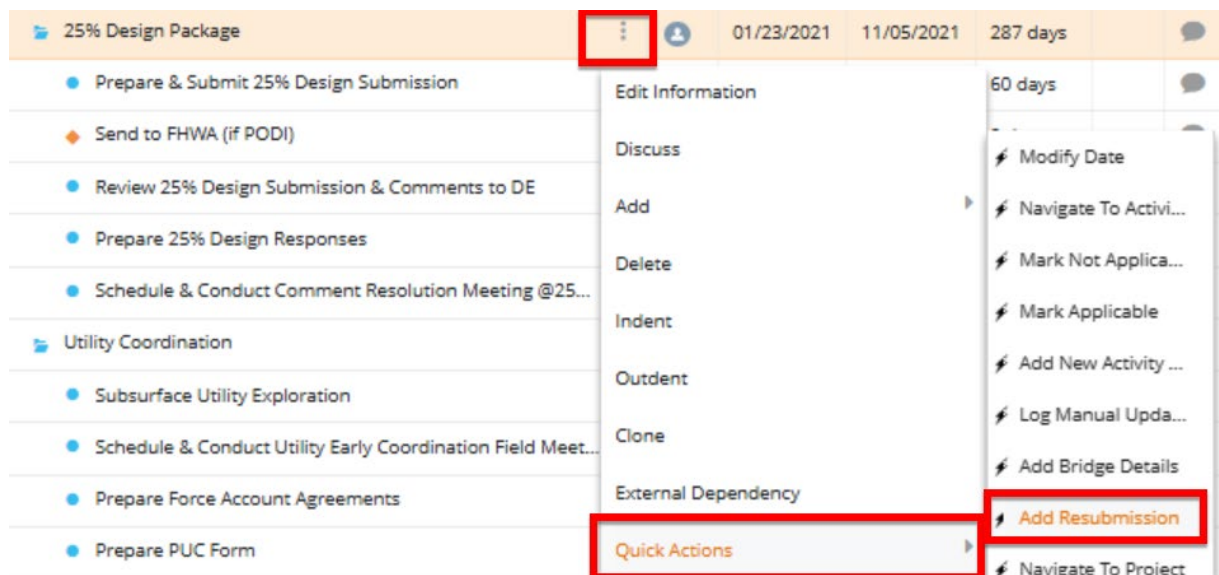 25% Design Package 01/23/2021 11/05/2021 287 days
Prepare & Submit 25% Design Submission 60 days
Send to FHWA (if PODI)
Review 25% Design Submission & Comments to DE
Prepare 25% Design Responses
Schedule & Conduct Comment Resolution Meeting @25...
Utility Coordination
Subsurface Utility Exploration
Schedule & Conduct Utility Early Coordination Field Meet...
Prepare Force Account Agreements
Prepare PUC Form
Edit Information
Discuss
Add
Delete
Indent
Outdent
Clone
External Dependency
Quick Actions
Modify Date
Navigate To Activi...
Mark Not Applica...
Mark Applicable
Add New Activity ...
Log Manual Upda...
Add Bridge Details
Add Resubmission
Navigate To Project